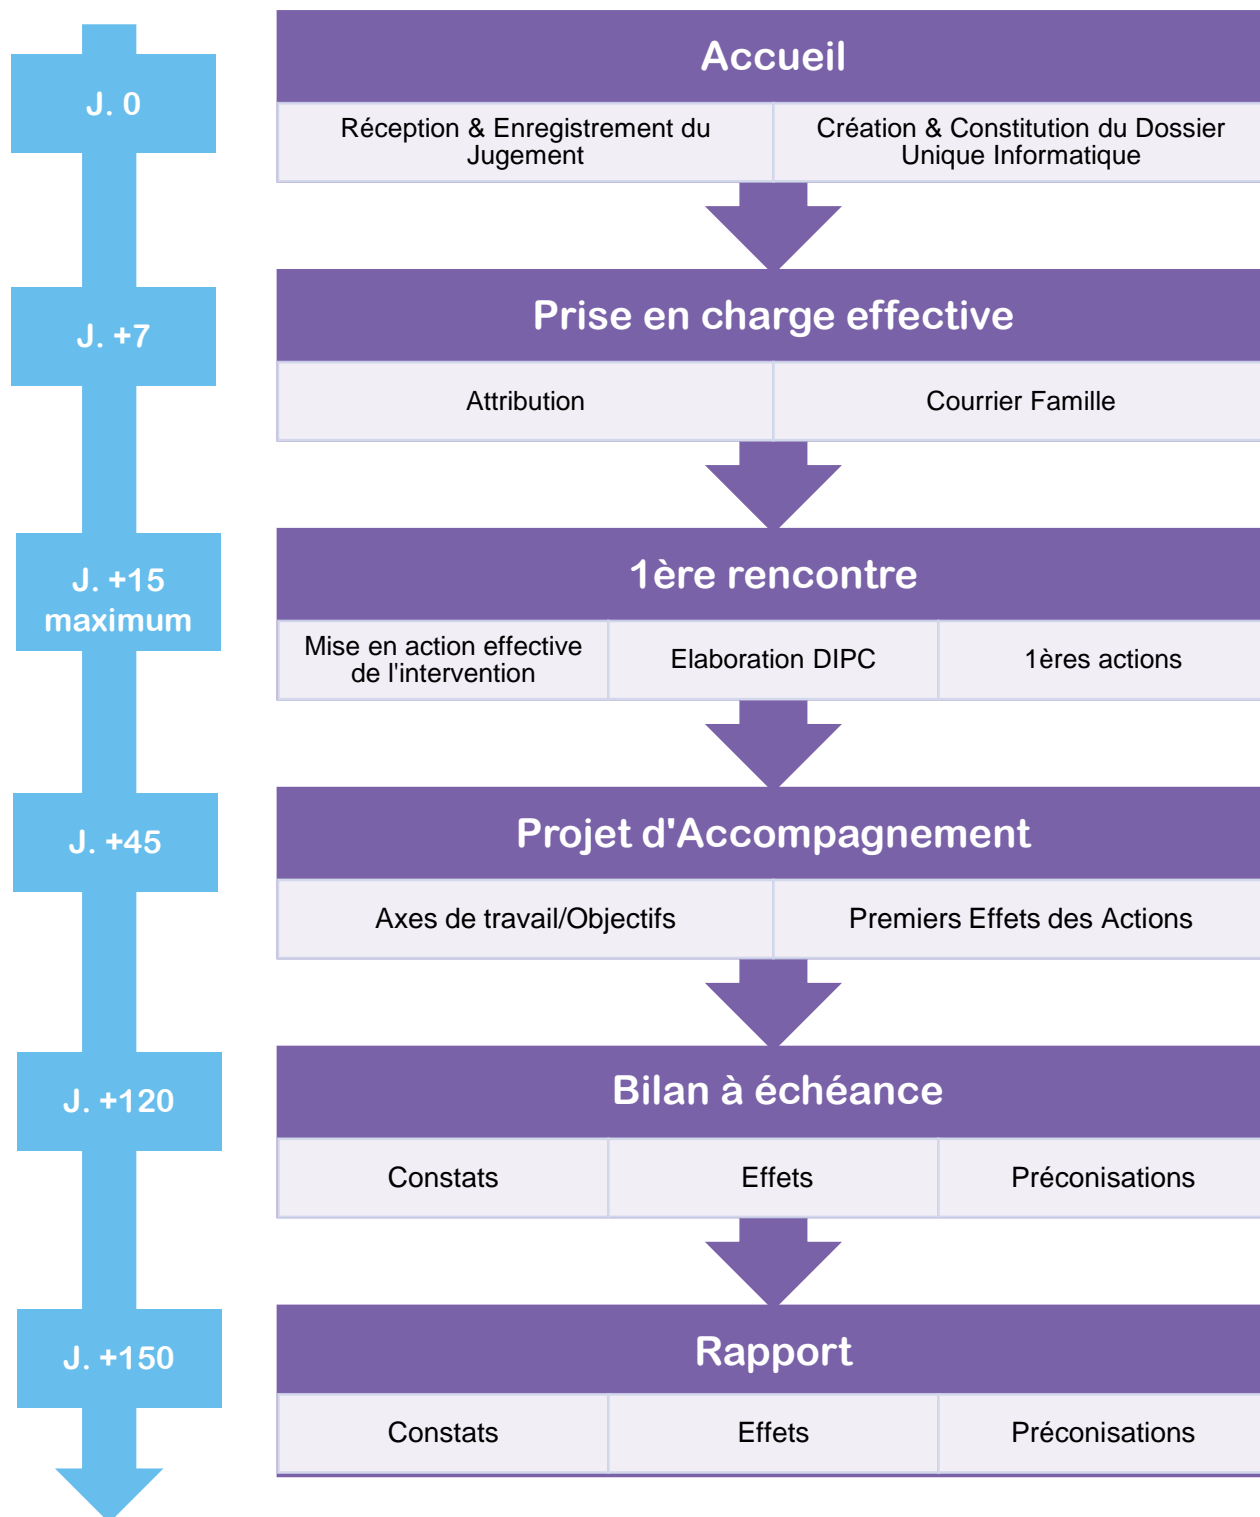 J. 0
Accueil
Réception & Enregistrement du
Jugement
Création & Constitution du Dossier
Unique Informatique
J. +7
Prise en charge effective
Attribution
Courrier Famille
J. +15
maximum
1ère rencontre
Mise en action effective
de l'intervention
Elaboration DIPC
1ères actions
J. +45
Projet d'Accompagnement
Axes de travail/Objectifs
Premiers Effets des Actions
J. +120
Bilan à échéance
Constats
Effets
Préconisations
J. +150
Rapport
Constats
Effets
Préconisations